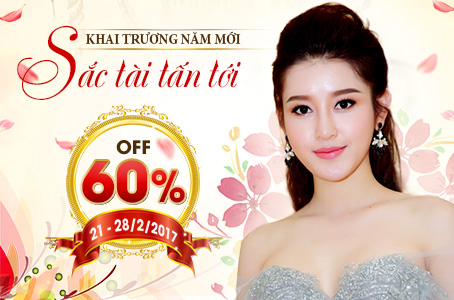 KHAI TRƯƠNG NĂM MỚI
Sắc tài tấn tới
OFF
60%
21 - 28/2/2017